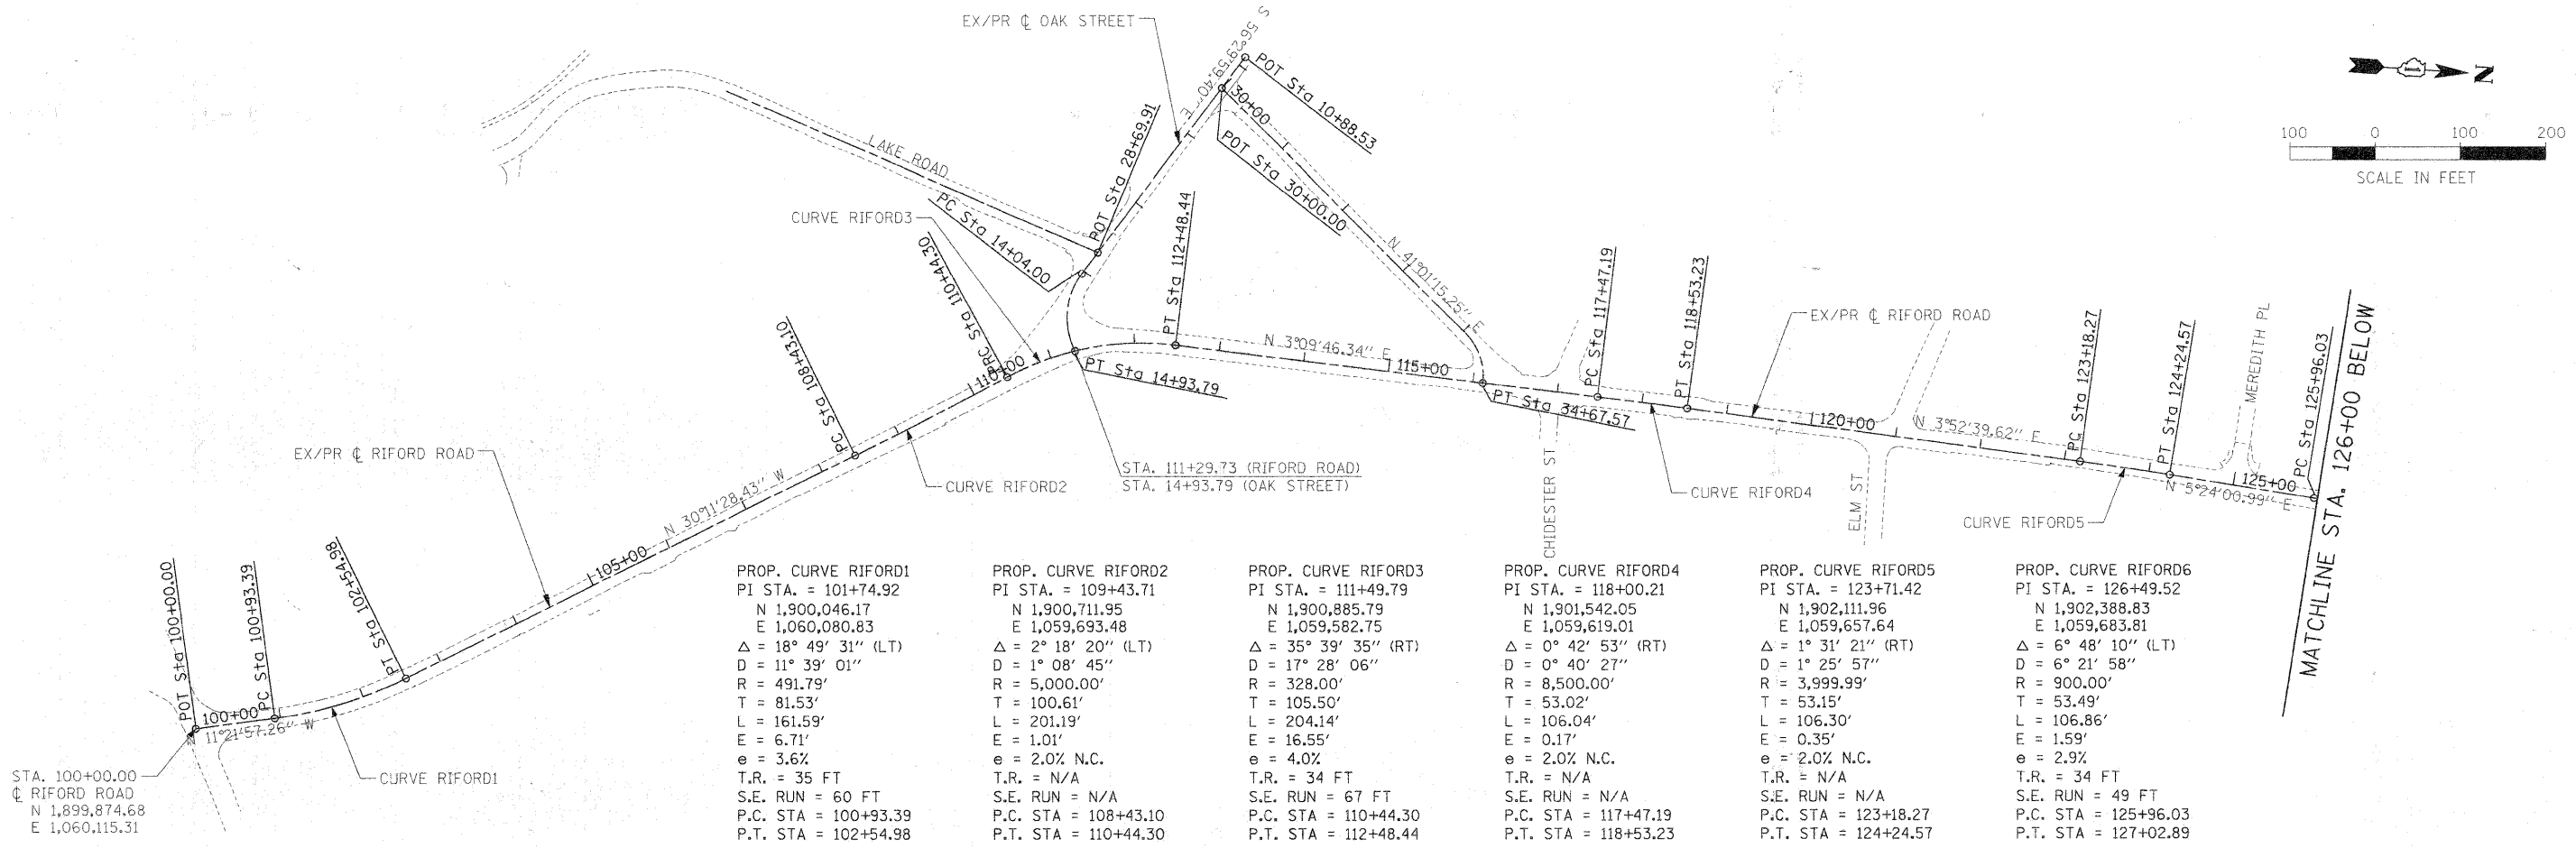 EX/PR ℄ OAK STREET
S 56°29'59.40" E
POT Sta 10+88.53
30+00
POT Sta 30+00.00
N
100 0 100 200
SCALE IN FEET
LAKE ROAD
POT Sta 28+69.91
PC Sta 14+04.00
CURVE RIFORD3
PRC Sta 110+44.30
PT Sta 112+48.44
N 41°01'15.25" E
PC Sta 108+43.10
110+00
PT Sta 14+93.79
N 3°09'46.34" E
115+00
PT Sta 34+67.57
PC Sta 117+47.19
PT Sta 118+53.23
EX/PR ℄ RIFORD ROAD
120+00
N 3°52'39.62" E
PC Sta 123+18.27
PT Sta 124+24.57
MEREDITH PL
PC Sta 125+96.03
125+00
N 5°24'00.99" E
MATCHLINE STA. 126+00 BELOW
EX/PR ℄ RIFORD ROAD
N 30°11'28.43" W
CURVE RIFORD2
STA. 111+29.73 (RIFORD ROAD)
STA. 14+93.79 (OAK STREET)
CHIDESTER ST
CURVE RIFORD4
ELM ST
CURVE RIFORD5
105+00
PT Sta 102+54.98
PC Sta 100+93.39
POT Sta 100+00.00
100+00
N 11°21'57.26" W
CURVE RIFORD1
STA. 100+00.00
℄ RIFORD ROAD
N 1,899,874.68
E 1,060,115.31
PROP. CURVE RIFORD1
PI STA. = 101+74.92
N 1,900,046.17
E 1,060,080.83
Δ = 18° 49' 31" (LT)
D = 11° 39' 01"
R = 491.79'
T = 81.53'
L = 161.59'
E = 6.71'
e = 3.6%
T.R. = 35 FT
S.E. RUN = 60 FT
P.C. STA = 100+93.39
P.T. STA = 102+54.98
PROP. CURVE RIFORD2
PI STA. = 109+43.71
N 1,900,711.95
E 1,059,693.48
Δ = 2° 18' 20" (LT)
D = 1° 08' 45"
R = 5,000.00'
T = 100.61'
L = 201.19'
E = 1.01'
e = 2.0% N.C.
T.R. = N/A
S.E. RUN = N/A
P.C. STA = 108+43.10
P.T. STA = 110+44.30
PROP. CURVE RIFORD3
PI STA. = 111+49.79
N 1,900,885.79
E 1,059,582.75
Δ = 35° 39' 35" (RT)
D = 17° 28' 06"
R = 328.00'
T = 105.50'
L = 204.14'
E = 16.55'
e = 4.0%
T.R. = 34 FT
S.E. RUN = 67 FT
P.C. STA = 110+44.30
P.T. STA = 112+48.44
PROP. CURVE RIFORD4
PI STA. = 118+00.21
N 1,901,542.05
E 1,059,619.01
Δ = 0° 42' 53" (RT)
D = 0° 40' 27"
R = 8,500.00'
T = 53.02'
L = 106.04'
E = 0.17'
e = 2.0% N.C.
T.R. = N/A
S.E. RUN = N/A
P.C. STA = 117+47.19
P.T. STA = 118+53.23
PROP. CURVE RIFORD5
PI STA. = 123+71.42
N 1,902,111.96
E 1,059,657.64
Δ = 1° 31' 21" (RT)
D = 1° 25' 57"
R = 3,999.99'
T = 53.15'
L = 106.30'
E = 0.35'
e = 2.0% N.C.
T.R. = N/A
S.E. RUN = N/A
P.C. STA = 123+18.27
P.T. STA = 124+24.57
PROP. CURVE RIFORD6
PI STA. = 126+49.52
N 1,902,388.83
E 1,059,683.81
Δ = 6° 48' 10" (LT)
D = 6° 21' 58"
R = 900.00'
T = 53.49'
L = 106.86'
E = 1.59'
e = 2.9%
T.R. = 34 FT
S.E. RUN = 49 FT
P.C. STA = 125+96.03
P.T. STA = 127+02.89